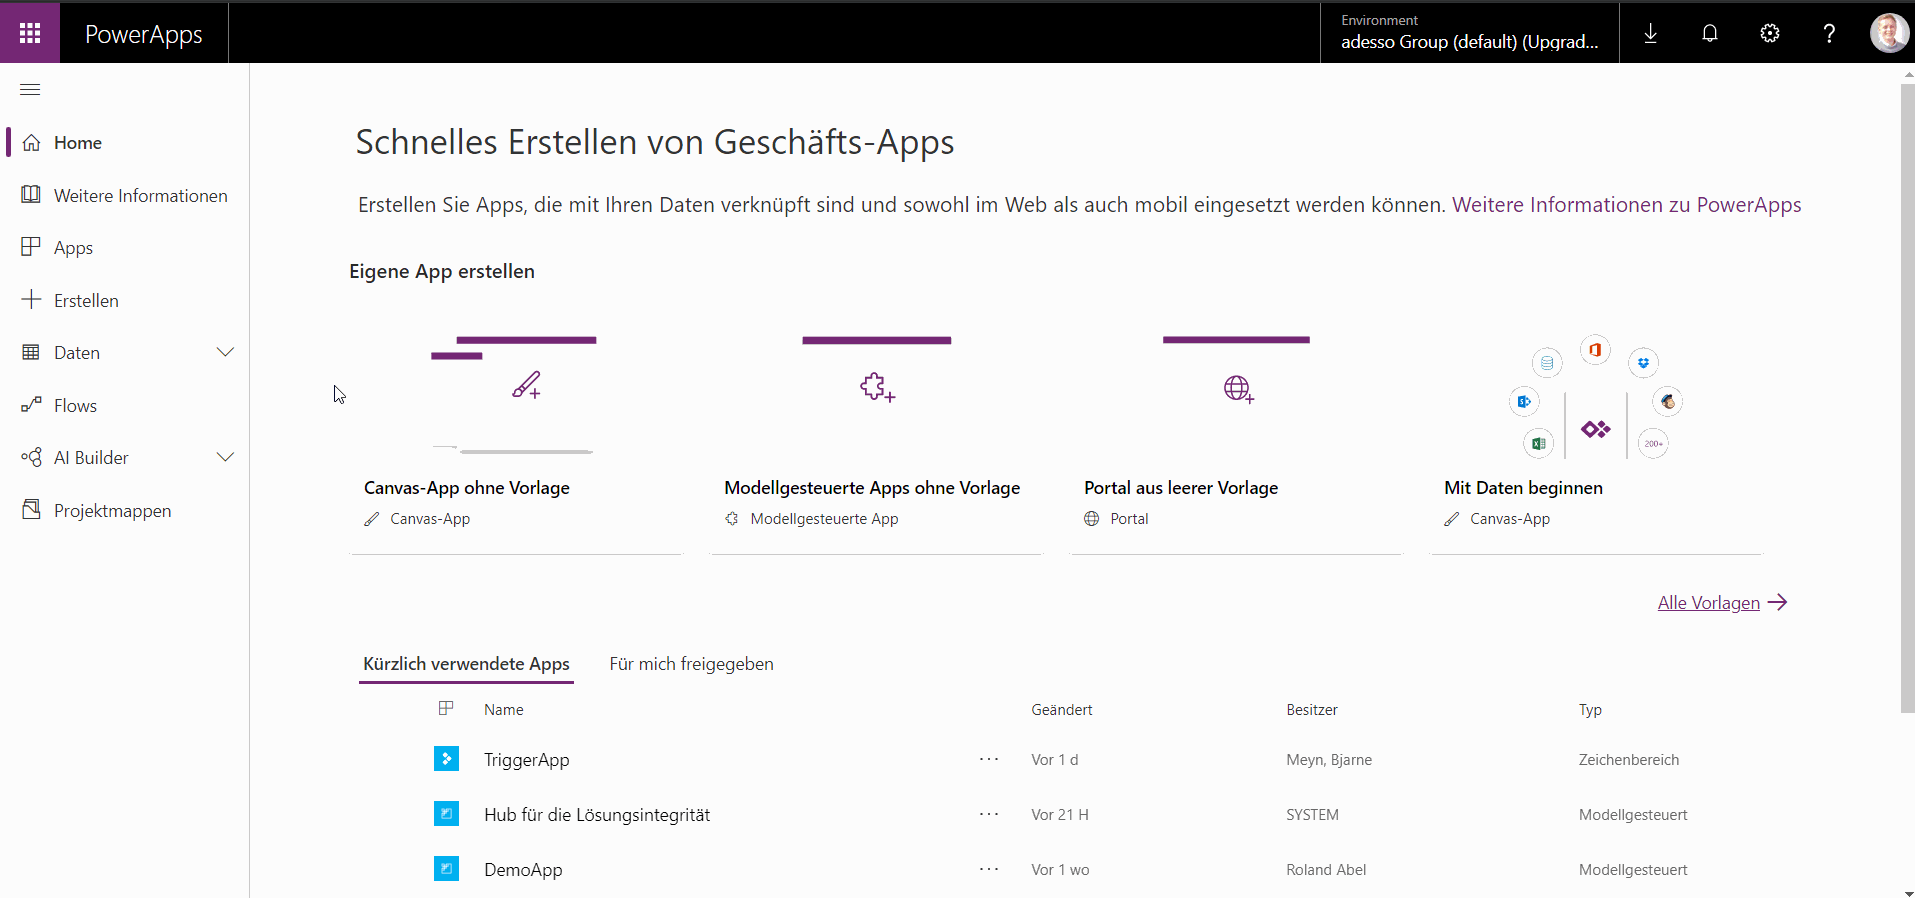 PowerApps
Environment
adesso Group (default) (Upgrad...
Home
Weitere Informationen
Apps
Erstellen
Daten
Flows
AI Builder
Projektmappen
Schnelles Erstellen von Geschäfts-Apps
Erstellen Sie Apps, die mit Ihren Daten verknüpft sind und sowohl im Web als auch mobil eingesetzt werden können. Weitere Informationen zu PowerApps
Eigene App erstellen
200+
Canvas-App ohne Vorlage
Canvas-App
Modellgesteuerte Apps ohne Vorlage
Modellgesteuerte App
Portal aus leerer Vorlage
Portal
Mit Daten beginnen
Canvas-App
Alle Vorlagen
Kürzlich verwendete Apps Für mich freigegeben
Name Geändert Besitzer Typ
TriggerApp ... Vor 1 d Meyn, Bjarne Zeichenbereich
Hub für die Lösungsintegrität ... Vor 21 H SYSTEM Modellgesteuert
DemoApp ... Vor 1 wo Roland Abel Modellgesteuert